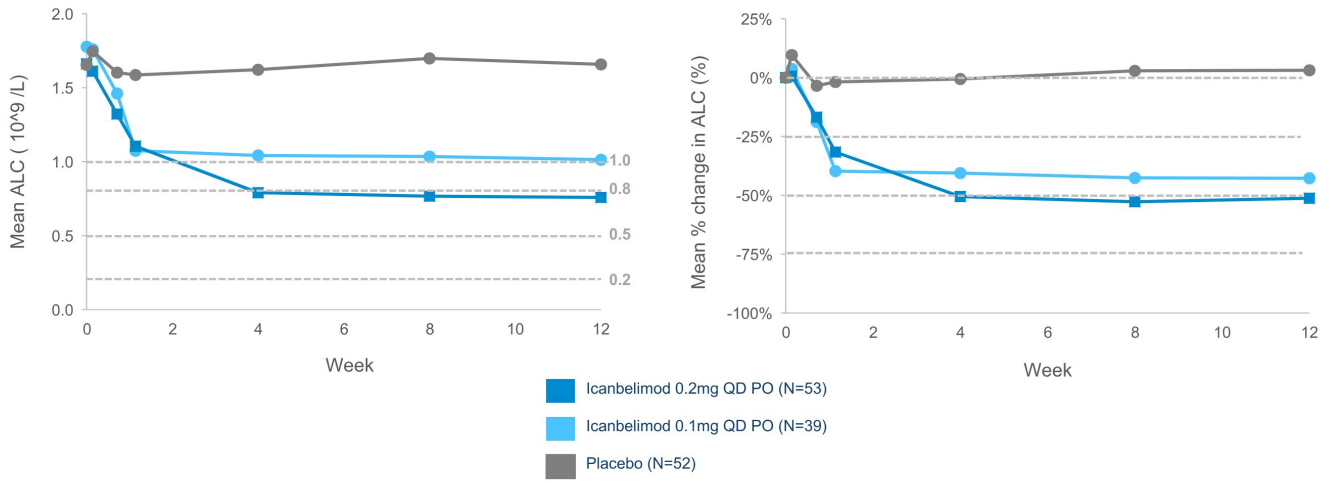 2.0
1.5
1.0
0.5
0.0
Mean ALC ( 10^9 /L)
1.0
0.8
0.5
0.2
0 2 4 6 8 10 12
Week
25%
0%
-25%
-50%
-75%
-100%
Mean % change in ALC (%)
0 2 4 6 8 10 12
Week
Icanbelimod 0.2mg QD PO (N=53)
Icanbelimod 0.1mg QD PO (N=39)
Placebo (N=52)